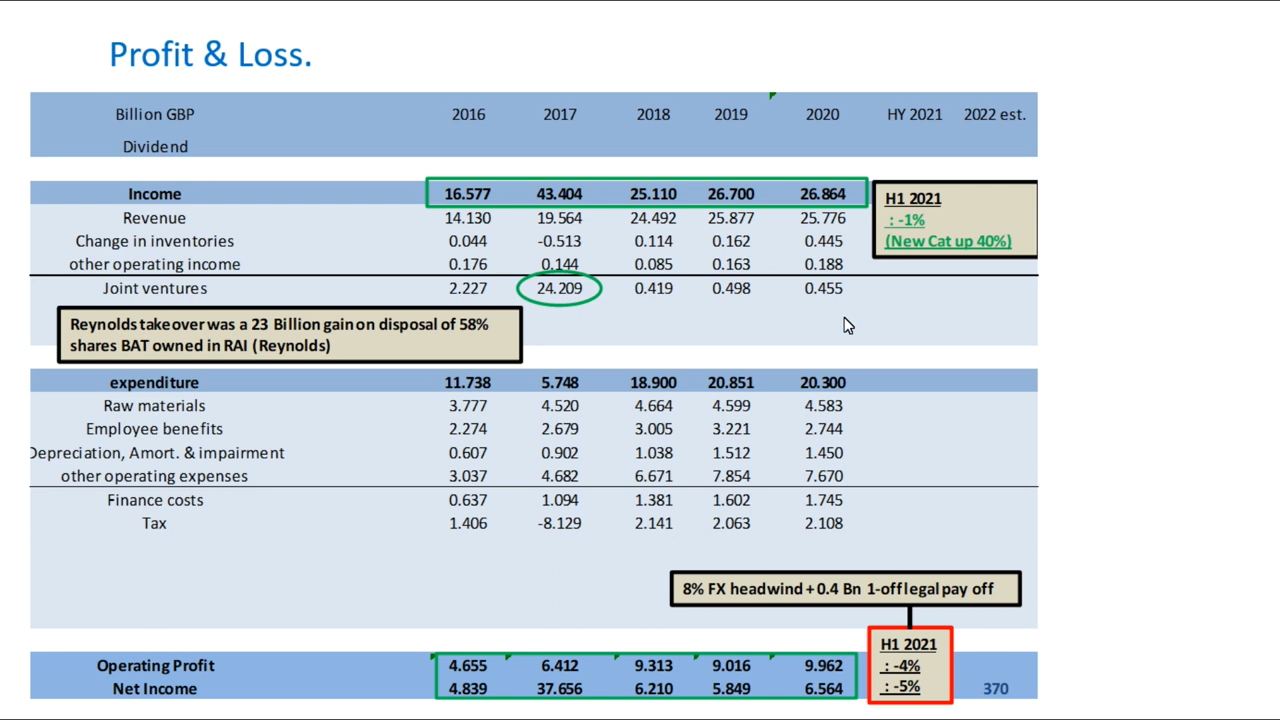 Profit & Loss.
Billion GBP 2016 2017 2018 2019 2020 HY 2021 2022 est.
Dividend
Income 16.577 43.404 25.110 26.700 26.864
Revenue 14.130 19.564 24.492 25.877 25.776
Change in inventories 0.044 -0.513 0.114 0.162 0.445
other operating income 0.176 0.144 0.085 0.163 0.188
Joint ventures 2.227 24.209 0.419 0.498 0.455
H1 2021
: -1%
(New Cat up 40%)
Reynolds takeover was a 23 Billion gain on disposal of 58%
shares BAT owned in RAI (Reynolds)
expenditure 11.738 5.748 18.900 20.851 20.300
Raw materials 3.777 4.520 4.664 4.599 4.583
Employee benefits 2.274 2.679 3.005 3.221 2.744
Depreciation, Amort. & impairment 0.607 0.902 1.038 1.512 1.450
other operating expenses 3.037 4.682 6.671 7.854 7.670
Finance costs 0.637 1.094 1.381 1.602 1.745
Tax 1.406 -8.129 2.141 2.063 2.108
8% FX headwind + 0.4 Bn 1-off legal pay off
Operating Profit 4.655 6.412 9.313 9.016 9.962
Net Income 4.839 37.656 6.210 5.849 6.564 370
H1 2021
: -4%
: -5%